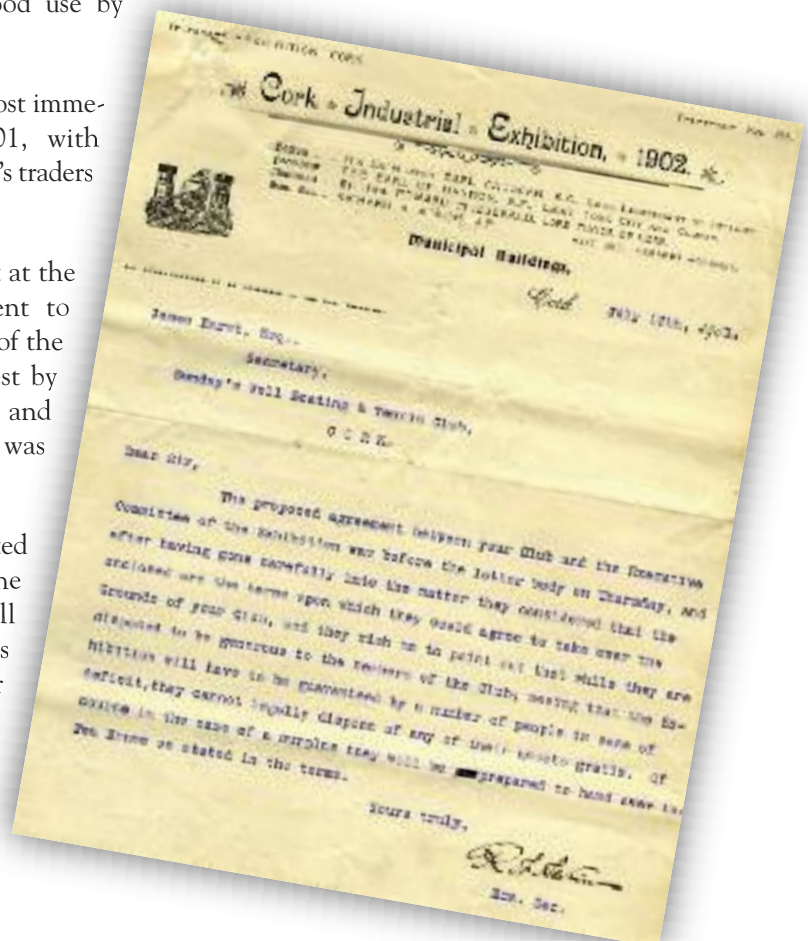 ood use by
ost imme-
01, with
's traders
at the
ent to
of the
est by
and
was
ted
ne
ll
s
r
Cork Industrial Exhibition, 1902.
Municipal Buildings,
Cork July 1901.
James Esq.,
Secretary,
Sunday's Well Boating & Tennis Club,
CORK.
Dear Sir,
The proposed agreement between your Club and the Executive
Committee of the Exhibition was before the latter body on Thursday, and
after having gone carefully into the matter they considered that the
enclosed are the terms upon which they would agree to take over the
Grounds of your Club, and they wish me to point out that while they are
disposed to be generous to the members of the Club, seeing that the Ex-
hibition will have to be guaranteed by a number of people in case of
deficit, they cannot legally dispose of any of their assets gratis. Of
course in the case of a surplus they will be prepared to hand over the
Tea House as stated in the terms.
Yours truly,
Hon. Sec.